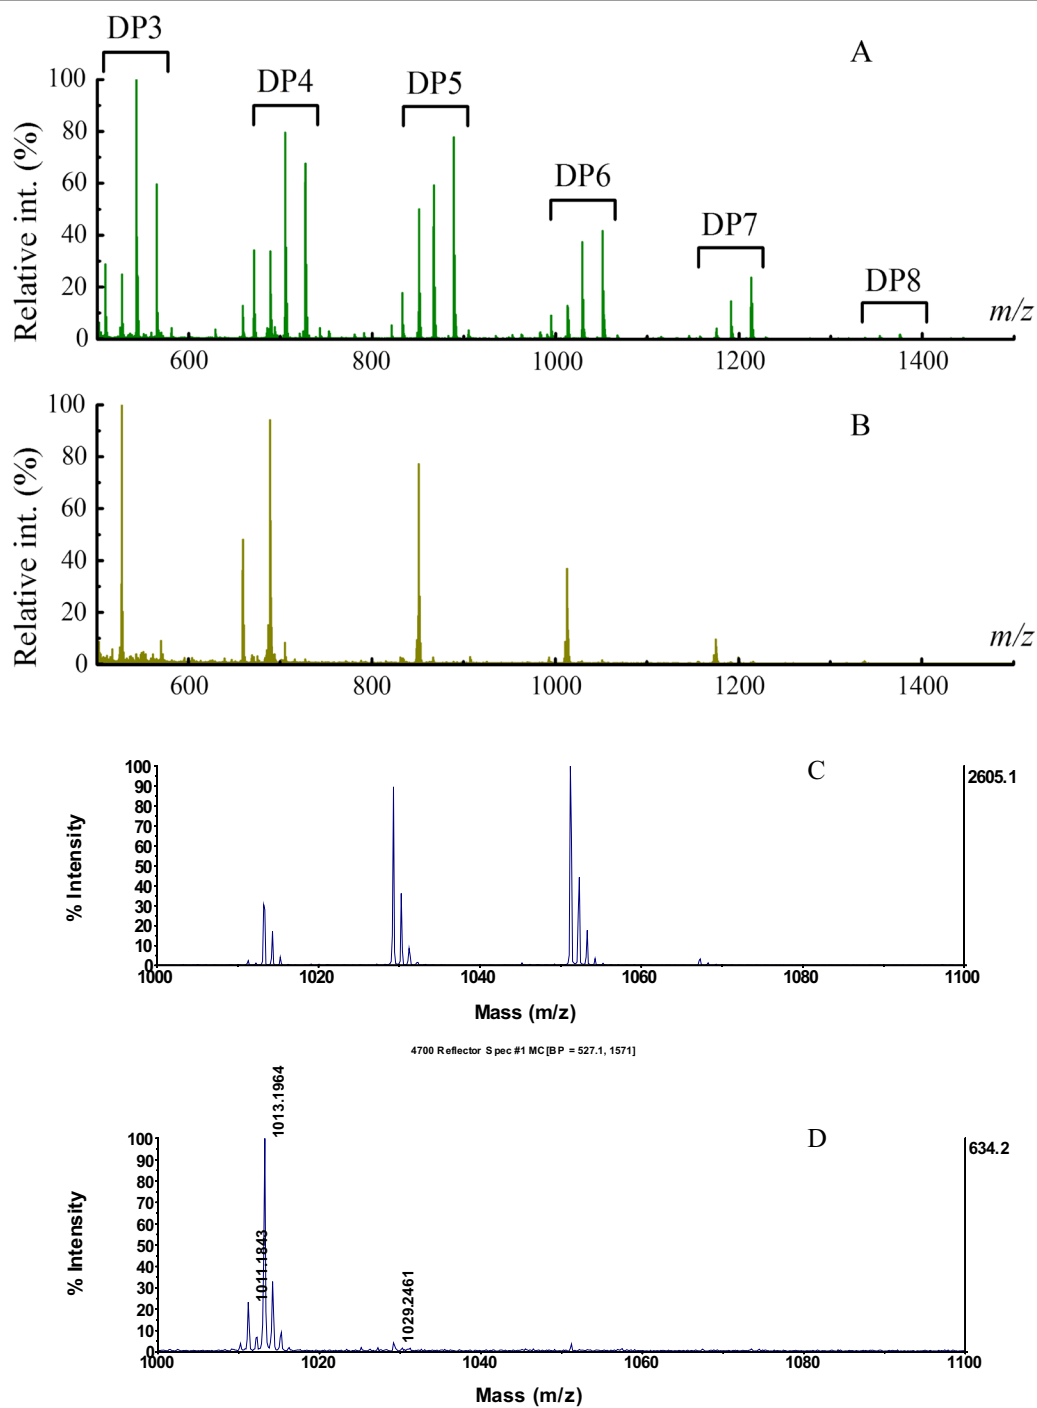 DP3
A
DP4
DP5
DP6
DP7
DP8
Relative int. (%)
100
80
60
40
20
0
m/z
600 800 1000 1200 1400
B
Relative int. (%)
100
80
60
40
20
0
m/z
600 800 1000 1200 1400
C
2605.1
% Intensity
100
90
80
70
60
50
40
30
20
10
0
1000 1020 1040 1060 1080 1100
Mass (m/z)
4700 Reflector Spec #1 MC[BP = 527.1, 1571]
D
634.2
1013.1964
1011.1843
1029.2461
% Intensity
100
90
80
70
60
50
40
30
20
10
0
1000 1020 1040 1060 1080 1100
Mass (m/z)